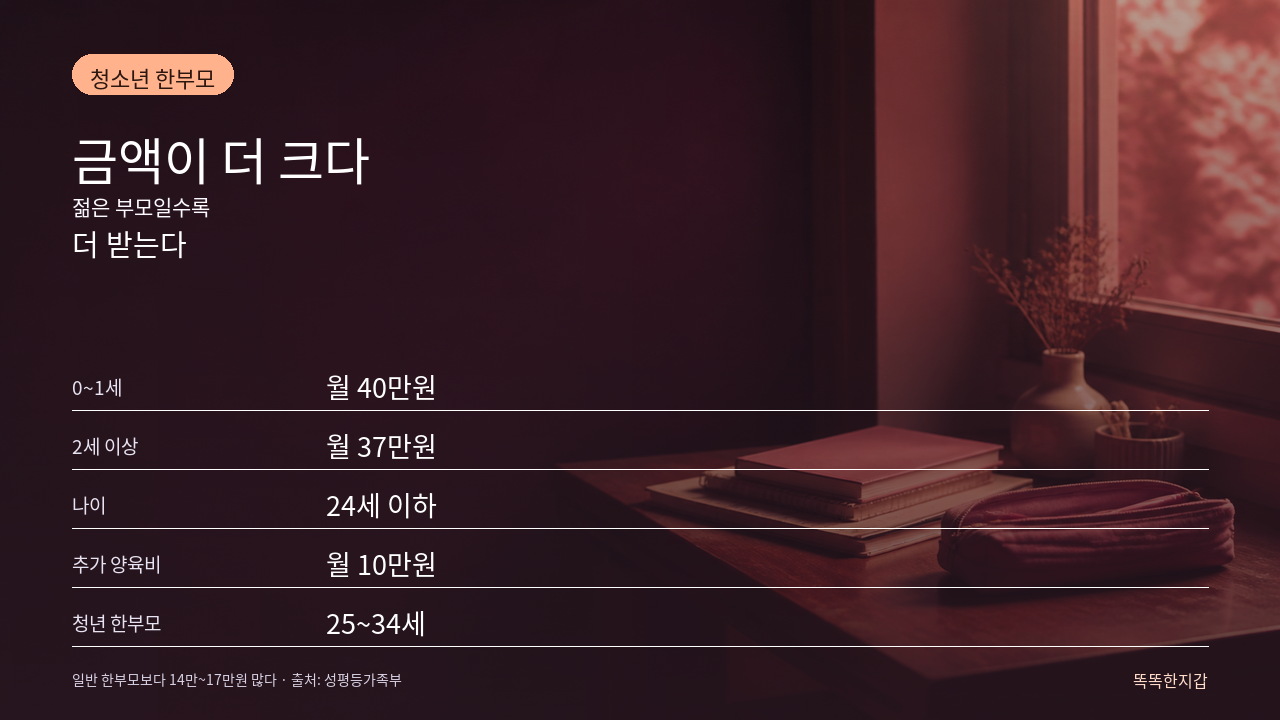 청소년 한부모
금액이 더 크다
젊은 부모일수록
더 받는다
0~1세 월 40만원
2세 이상 월 37만원
나이 24세 이하
추가 양육비 월 10만원
청년 한부모 25~34세
일반 한부모보다 14만~17만원 많다 · 출처: 성평등가족부
똑똑한지갑